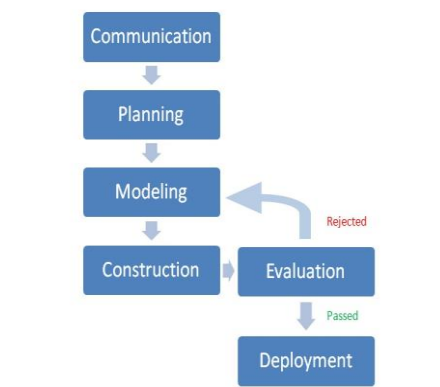 Communication
Planning
Modeling
Rejected
Construction
Evaluation
Passed
Deployment